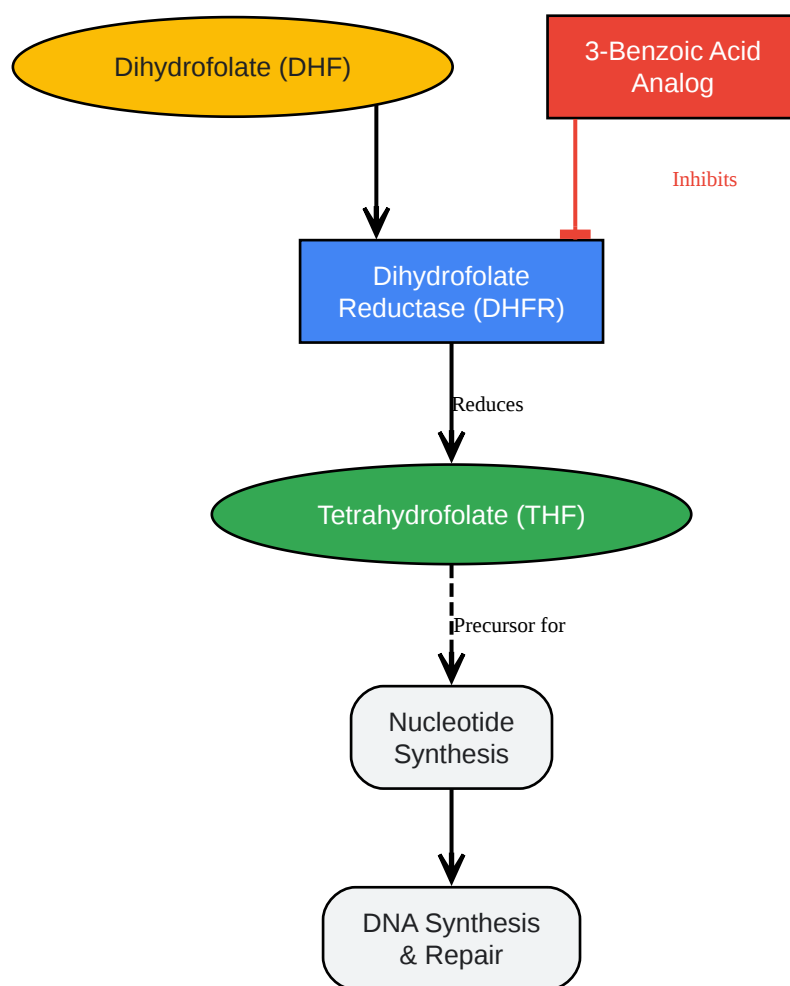 Dihydrofolate (DHF)
3-Benzoic Acid
Analog
Inhibits
Dihydrofolate
Reductase (DHFR)
Reduces
Tetrahydrofolate (THF)
Precursor for
Nucleotide
Synthesis
DNA Synthesis
& Repair